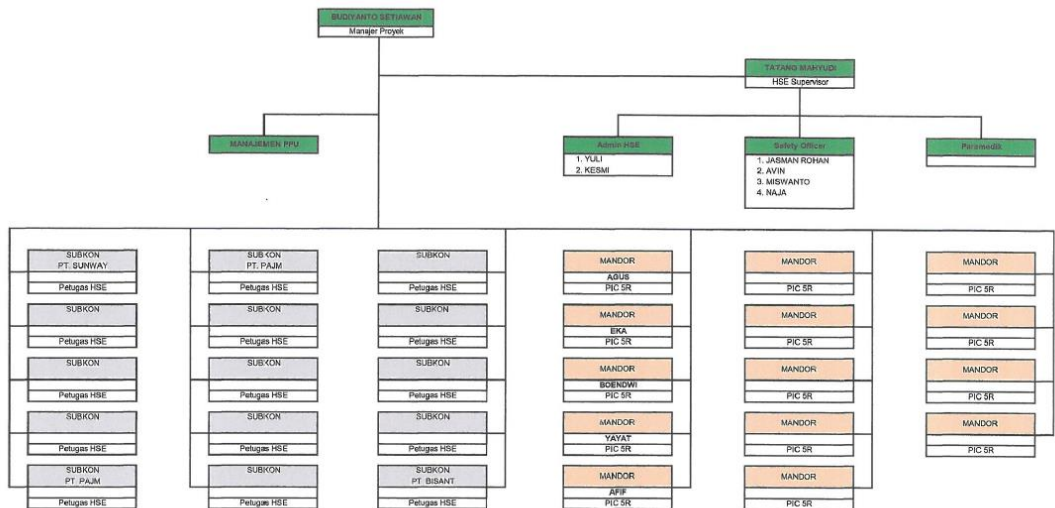 BUDIYANTO SETIAWAN
Manajer Proyek
TATANG MAHYUDI
HSE Supervisor
MANAJEMEN PPU
Admin HSE
1. YULI
2. KESMI
Safety Officer
1. JASMAN ROHAN
2. AVIN
3. MISWANTO
4. NAJA
Paramedik
SUBKON
PT. SUNWAY
Petugas HSE
SUBKON
PT. PAJM
Petugas HSE
SUBKON
Petugas HSE
MANDOR
AGUS
PIC 5R
MANDOR
PIC 5R
MANDOR
PIC 5R
SUBKON
Petugas HSE
SUBKON
Petugas HSE
SUBKON
Petugas HSE
MANDOR
EKA
PIC 5R
MANDOR
PIC 5R
MANDOR
PIC 5R
SUBKON
Petugas HSE
SUBKON
Petugas HSE
SUBKON
Petugas HSE
MANDOR
BOENDWI
PIC 5R
MANDOR
PIC 5R
MANDOR
PIC 5R
SUBKON
Petugas HSE
SUBKON
Petugas HSE
SUBKON
Petugas HSE
MANDOR
YAYAT
PIC 5R
MANDOR
PIC 5R
MANDOR
PIC 5R
SUBKON
PT. PAJM
Petugas HSE
SUBKON
Petugas HSE
SUBKON
PT. BISANT
Petugas HSE
MANDOR
AFIF
PIC 5R
MANDOR
PIC 5R